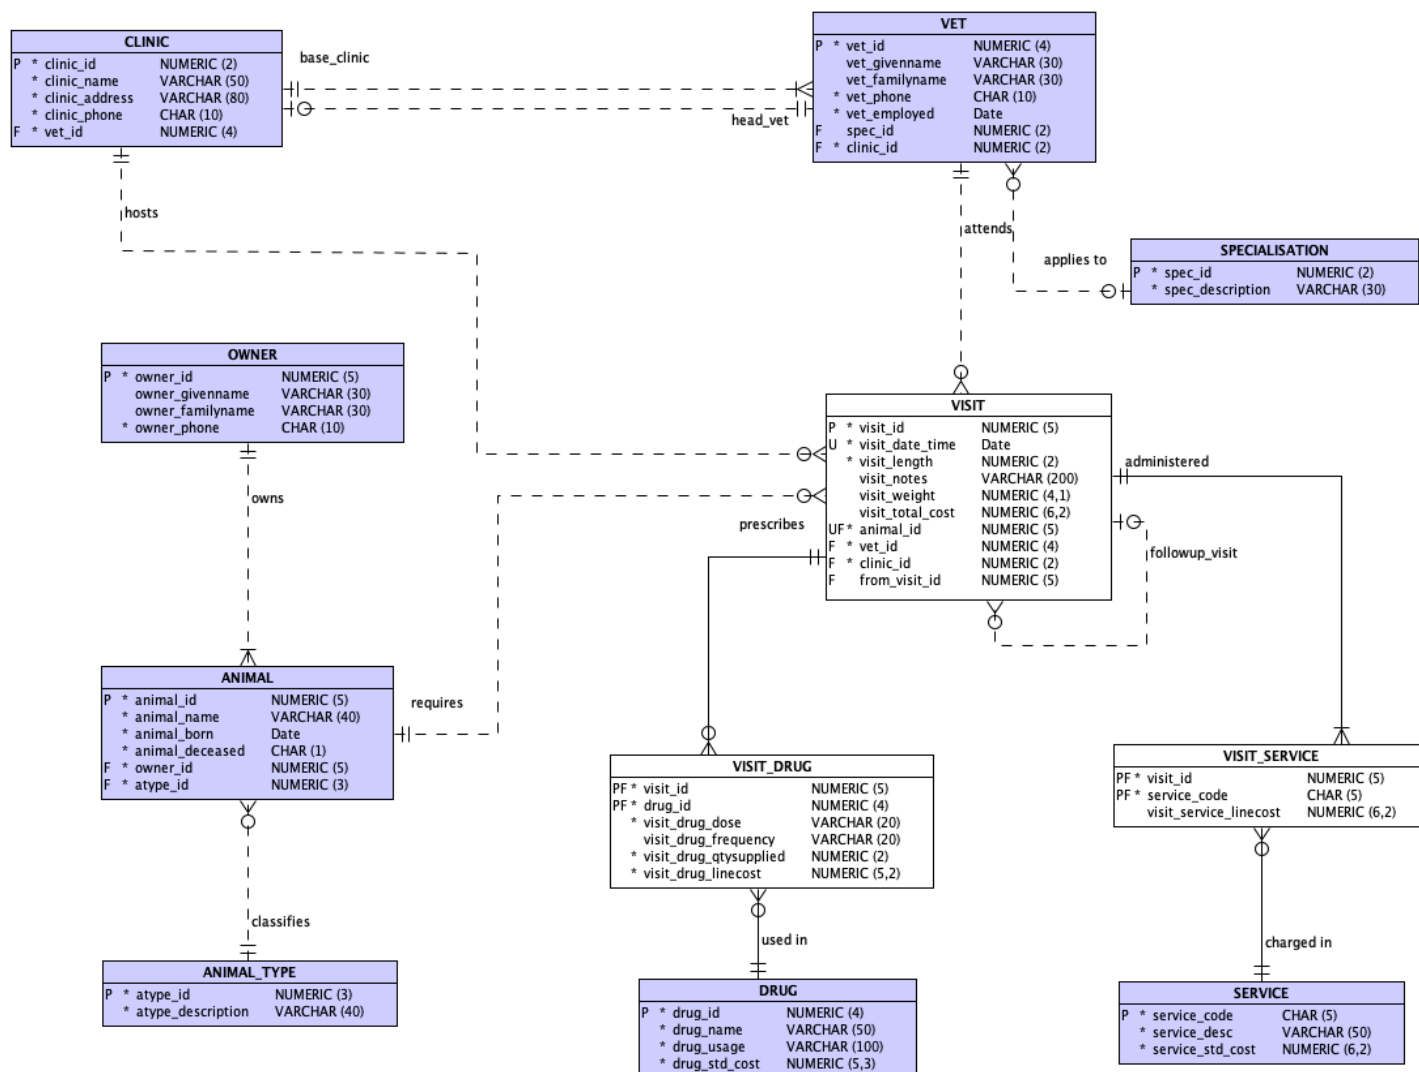 CLINIC
P * clinic_id NUMERIC (2)
* clinic_name VARCHAR (50)
* clinic_address VARCHAR (80)
* clinic_phone CHAR (10)
F * vet_id NUMERIC (4)
base_clinic
head_vet
VET
P * vet_id NUMERIC (4)
vet_givenname VARCHAR (30)
vet_familyname VARCHAR (30)
* vet_phone CHAR (10)
* vet_employed Date
F spec_id NUMERIC (2)
F * clinic_id NUMERIC (2)
hosts
attends
applies to
SPECIALISATION
P * spec_id NUMERIC (2)
* spec_description VARCHAR (30)
OWNER
P * owner_id NUMERIC (5)
owner_givenname VARCHAR (30)
owner_familyname VARCHAR (30)
* owner_phone CHAR (10)
owns
VISIT
P * visit_id NUMERIC (5)
U * visit_date_time Date
* visit_length NUMERIC (2)
visit_notes VARCHAR (200)
visit_weight NUMERIC (4,1)
visit_total_cost NUMERIC (6,2)
UF * animal_id NUMERIC (5)
F * vet_id NUMERIC (4)
F * clinic_id NUMERIC (2)
F from_visit_id NUMERIC (5)
administered
prescribes
followup_visit
ANIMAL
P * animal_id NUMERIC (5)
* animal_name VARCHAR (40)
* animal_born Date
* animal_deceased CHAR (1)
F * owner_id NUMERIC (5)
F * atype_id NUMERIC (3)
requires
VISIT_DRUG
PF * visit_id NUMERIC (5)
PF * drug_id NUMERIC (4)
* visit_drug_dose VARCHAR (20)
visit_drug_frequency VARCHAR (20)
* visit_drug_qtysupplied NUMERIC (2)
* visit_drug_linecost NUMERIC (5,2)
VISIT_SERVICE
PF * visit_id NUMERIC (5)
PF * service_code CHAR (5)
visit_service_linecost NUMERIC (6,2)
classifies
used in
charged in
ANIMAL_TYPE
P * atype_id NUMERIC (3)
* atype_description VARCHAR (40)
DRUG
P * drug_id NUMERIC (4)
* drug_name VARCHAR (50)
* drug_usage VARCHAR (100)
* drug_std_cost NUMERIC (5,3)
SERVICE
P * service_code CHAR (5)
* service_desc VARCHAR (50)
* service_std_cost NUMERIC (6,2)